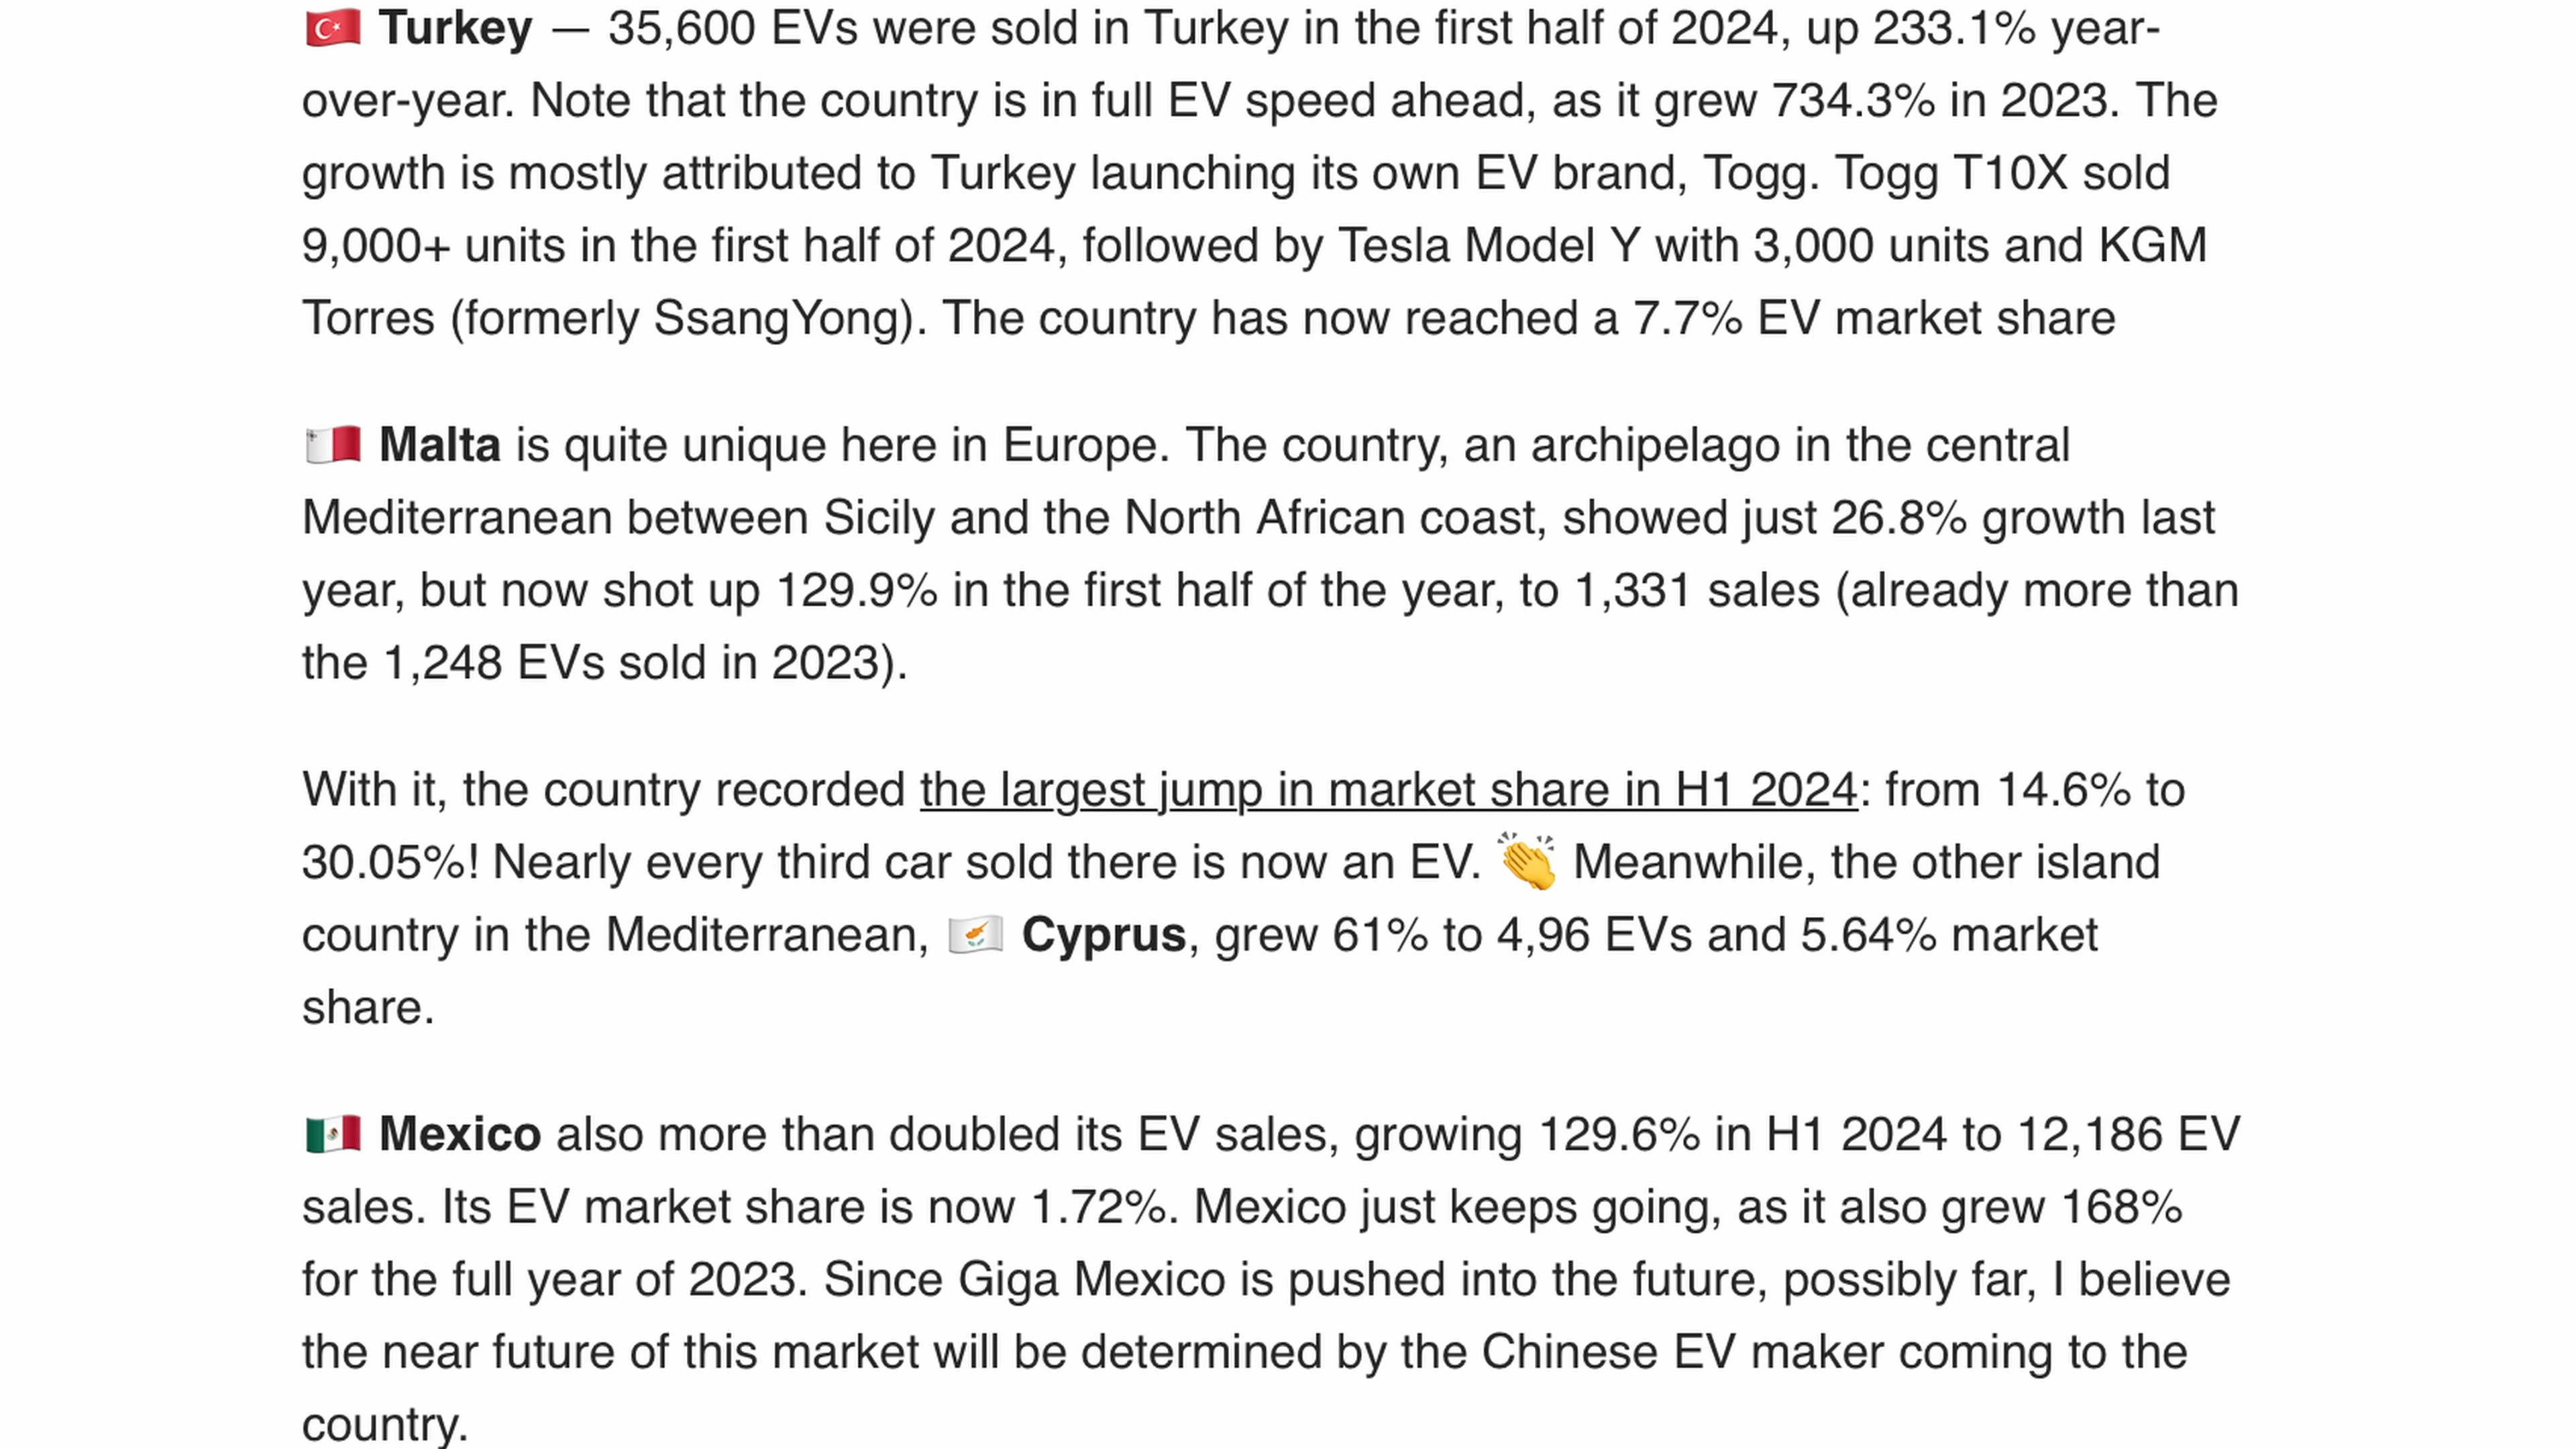 🇹🇷 Turkey — 35,600 EVs were sold in Turkey in the first half of 2024, up 233.1% year-
over-year. Note that the country is in full EV speed ahead, as it grew 734.3% in 2023. The
growth is mostly attributed to Turkey launching its own EV brand, Togg. Togg T10X sold
9,000+ units in the first half of 2024, followed by Tesla Model Y with 3,000 units and KGM
Torres (formerly SsangYong). The country has now reached a 7.7% EV market share
🇲🇹 Malta is quite unique here in Europe. The country, an archipelago in the central
Mediterranean between Sicily and the North African coast, showed just 26.8% growth last
year, but now shot up 129.9% in the first half of the year, to 1,331 sales (already more than
the 1,248 EVs sold in 2023).
With it, the country recorded the largest jump in market share in H1 2024: from 14.6% to
30.05%! Nearly every third car sold there is now an EV. 👏 Meanwhile, the other island
country in the Mediterranean, 🇨🇾 Cyprus, grew 61% to 4,96 EVs and 5.64% market
share.
🇲🇽 Mexico also more than doubled its EV sales, growing 129.6% in H1 2024 to 12,186 EV
sales. Its EV market share is now 1.72%. Mexico just keeps going, as it also grew 168%
for the full year of 2023. Since Giga Mexico is pushed into the future, possibly far, I believe
the near future of this market will be determined by the Chinese EV maker coming to the
country.